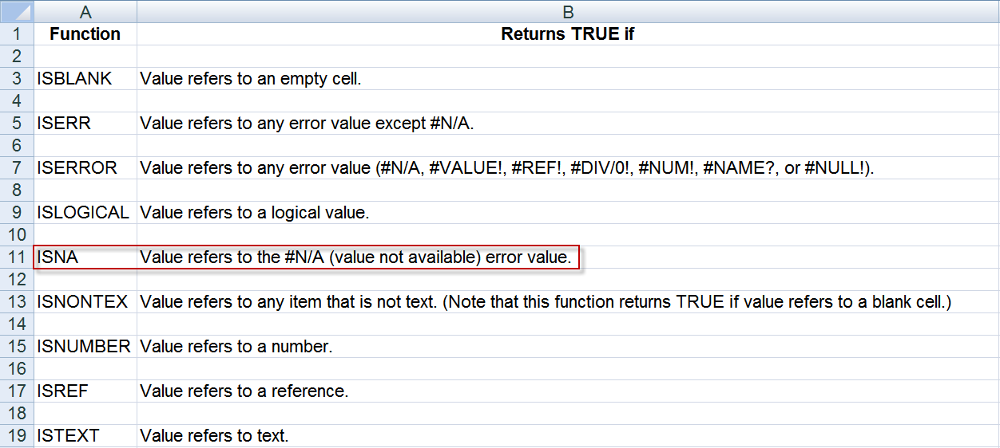 A B
1 Function Returns TRUE if
2
3 ISBLANK Value refers to an empty cell.
4
5 ISERR Value refers to any error value except #N/A.
6
7 ISERROR Value refers to any error value (#N/A, #VALUE!, #REF!, #DIV/0!, #NUM!, #NAME?, or #NULL!).
8
9 ISLOGICAL Value refers to a logical value.
10
11 ISNA Value refers to the #N/A (value not available) error value.
12
13 ISNONTEX Value refers to any item that is not text. (Note that this function returns TRUE if value refers to a blank cell.)
14
15 ISNUMBER Value refers to a number.
16
17 ISREF Value refers to a reference.
18
19 ISTEXT Value refers to text.